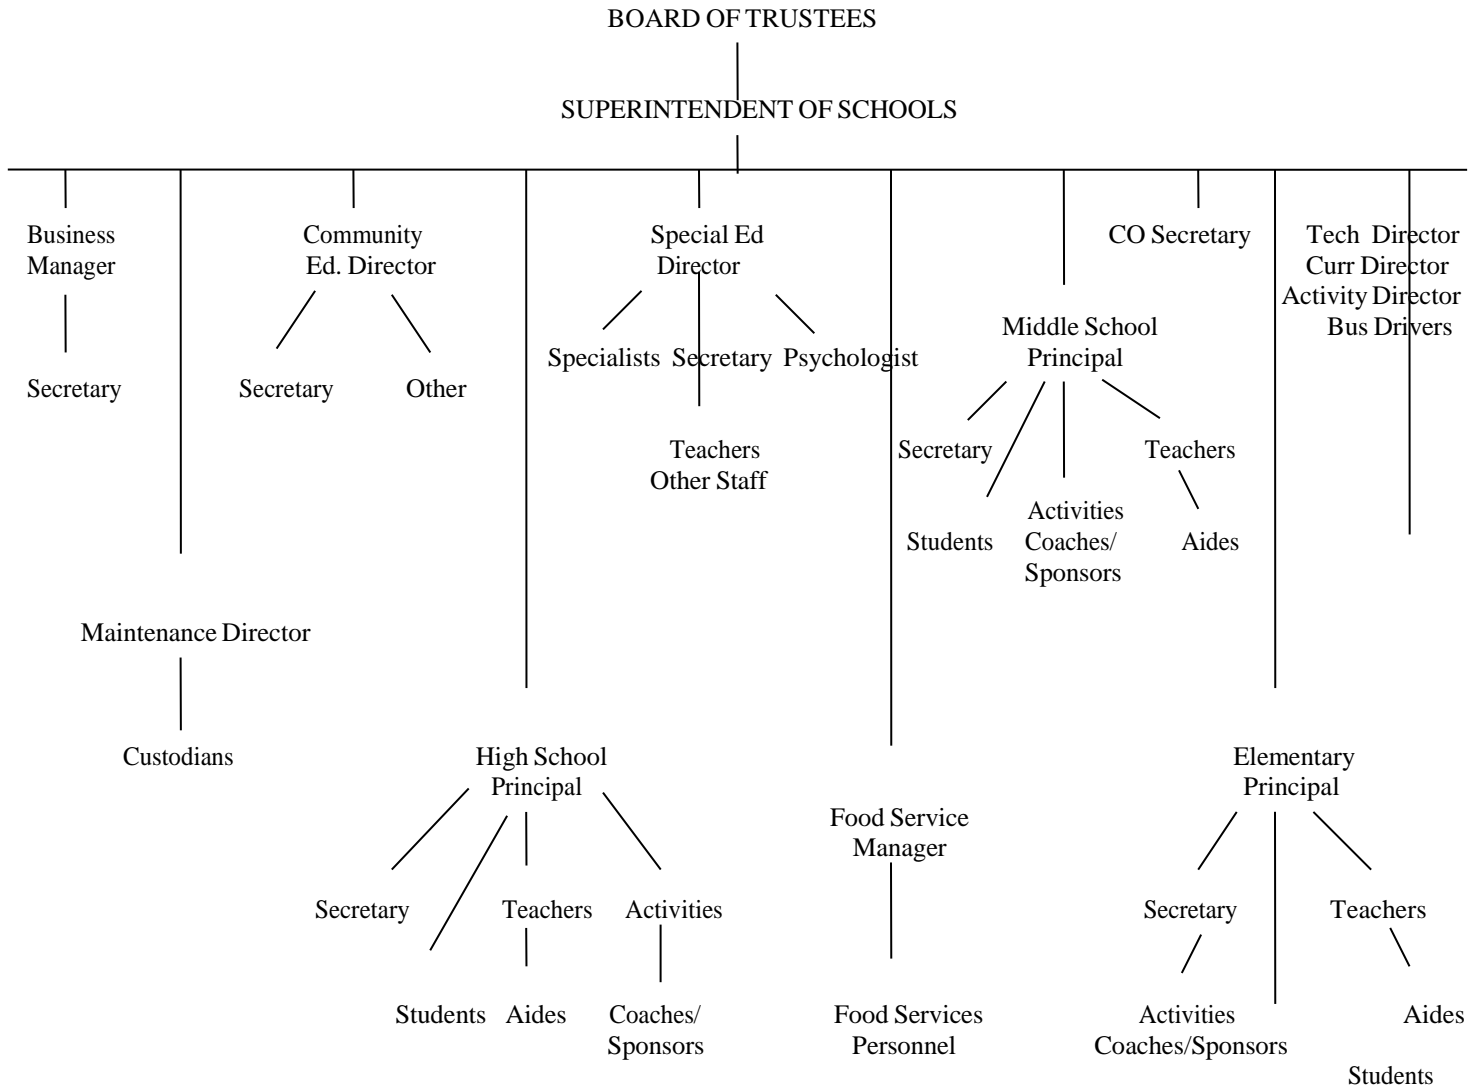 BOARD OF TRUSTEES
SUPERINTENDENT OF SCHOOLS
Business
Manager
Secretary
Community
Ed. Director
Secretary
Other
Special Ed
Director
Specialists
Secretary
Psychologist
Teachers
Other Staff
CO Secretary
Tech Director
Curr Director
Activity Director
Bus Drivers
Middle School
Principal
Secretary
Teachers
Students
Activities
Coaches/
Sponsors
Aides
Maintenance Director
Custodians
High School
Principal
Secretary
Teachers
Activities
Students
Aides
Coaches/
Sponsors
Food Service
Manager
Food Services
Personnel
Elementary
Principal
Secretary
Teachers
Activities
Coaches/Sponsors
Aides
Students